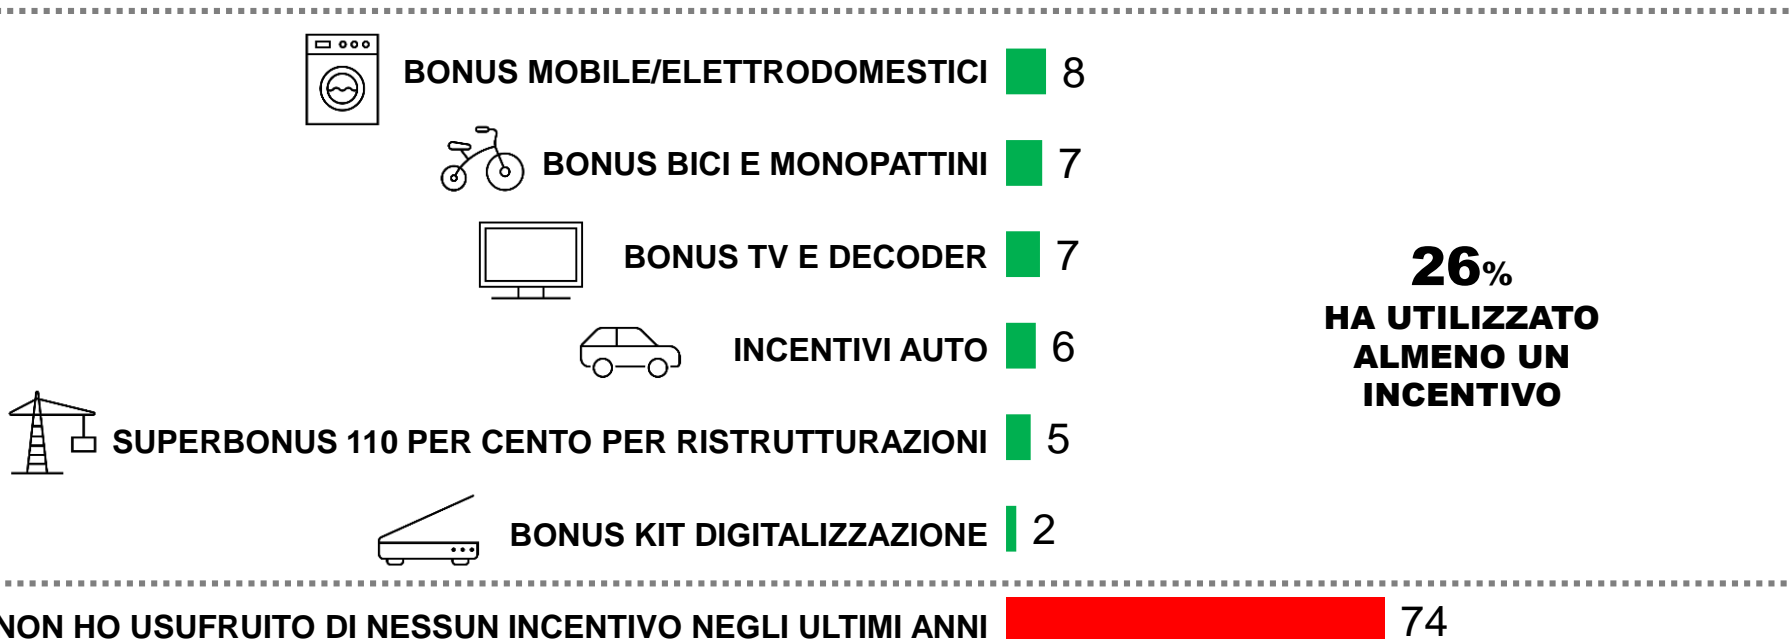 BONUS MOBILE/ELETTRODOMESTICI 8
BONUS BICI E MONOPATTINI 7
BONUS TV E DECODER 7
INCENTIVI AUTO 6
SUPERBONUS 110 PER CENTO PER RISTRUTTURAZIONI 5
BONUS KIT DIGITALIZZAZIONE 2
26%
HA UTILIZZATO
ALMENO UN
INCENTIVO
NON HO USUFRUITO DI NESSUN INCENTIVO NEGLI ULTIMI ANNI 74